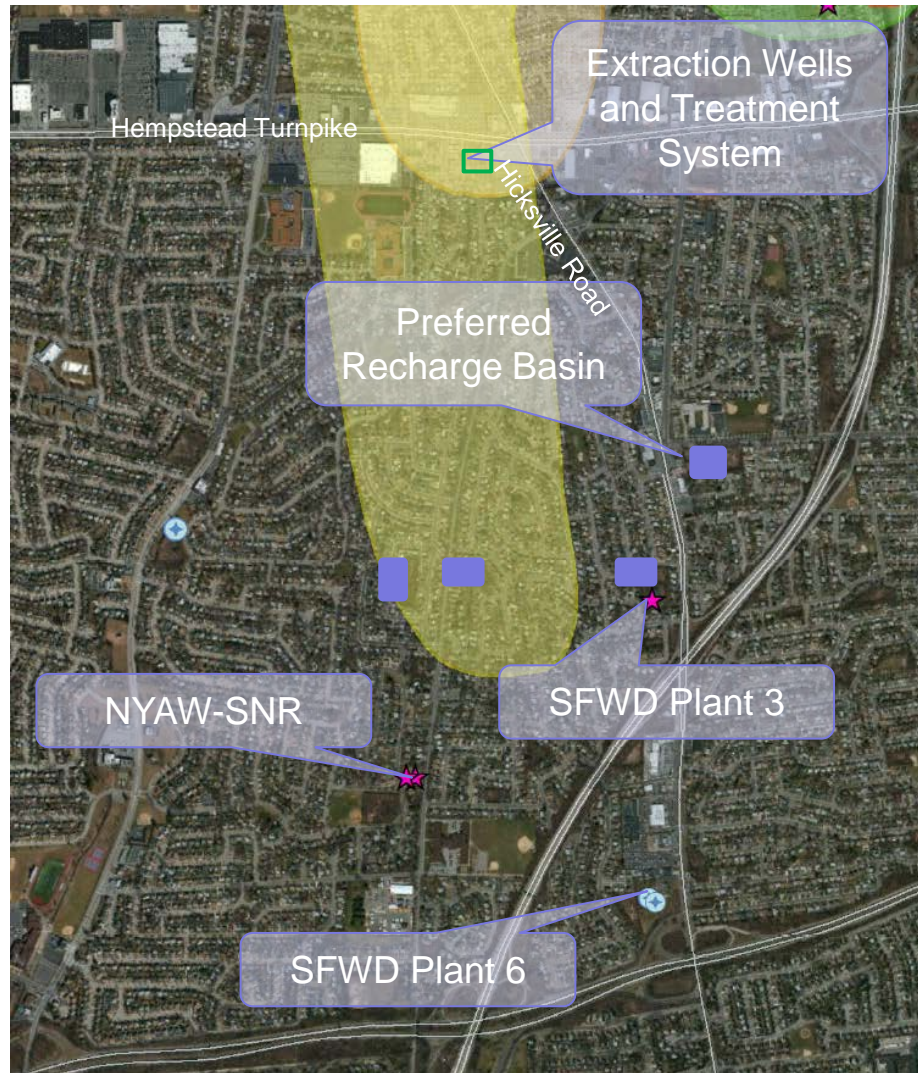 Extraction Wells
and Treatment
System
Hempstead Turnpike
Hicksville Road
Preferred
Recharge Basin
NYAW-SNR
SFWD Plant 3
SFWD Plant 6